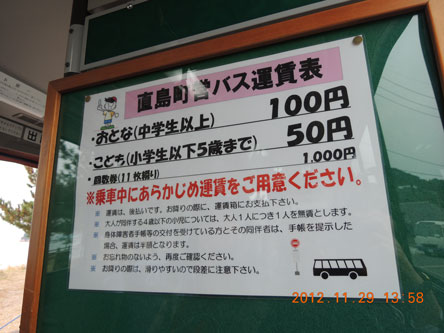 直島町営バス運賃表
・おとな(中学生以上) 100円
・こども(小学生以下5歳まで) 50円
・回数券(11枚綴り) 1,000円
※乗車中にあらかじめ運賃をご用意ください。
※ 運賃は、後払いです。お降りの際に、運賃箱にお支払下さい。
※ 大人が同伴する4歳以下の小児については、大人1人につき1人を無賃とします。
※ 身体障害者手帳等の交付を受けている方とその同伴者は、手帳を提示した
場合、運賃は半額となります。
※ お忘れ物のないよう、再度ご確認ください。
※ お降りの際は、滑りやすいので段差に注意下さい。
出
2012.11.29 13:58